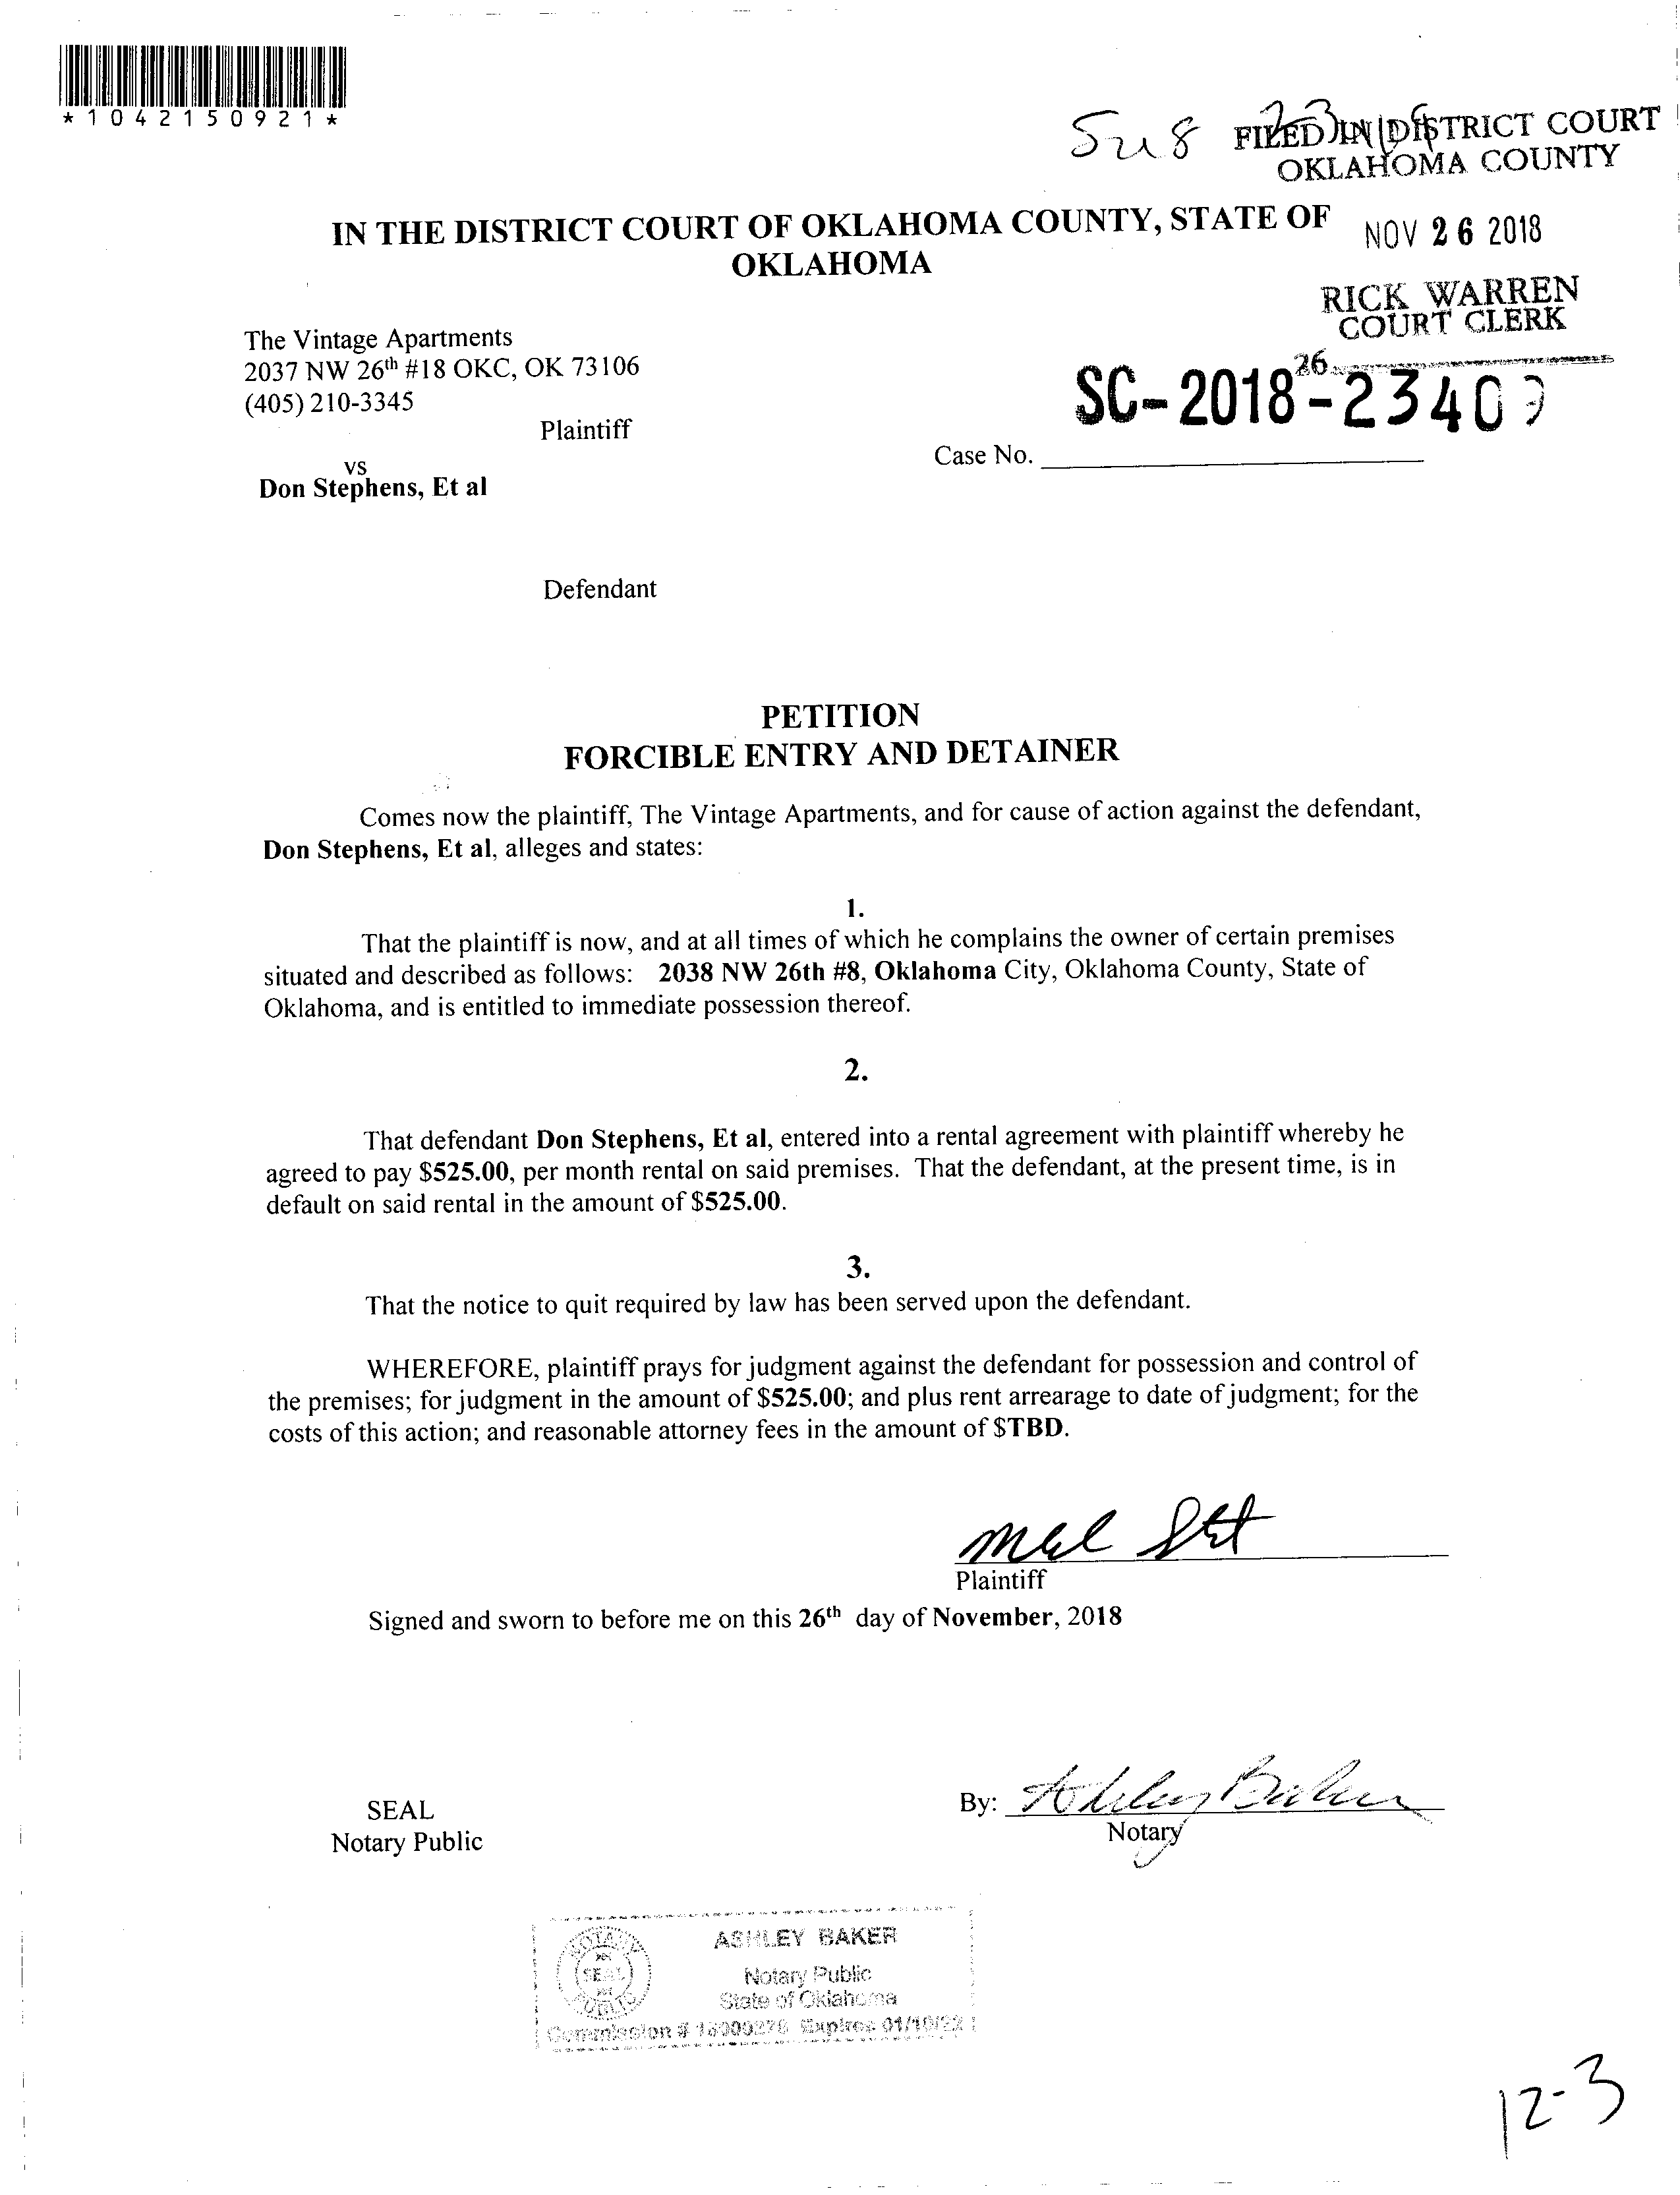 *1042150921*
FILED IN DISTRICT COURT
OKLAHOMA COUNTY
IN THE DISTRICT COURT OF OKLAHOMA COUNTY, STATE OF
OKLAHOMA
NOV 26 2018
RICK WARREN
COURT CLERK
The Vintage Apartments
2037 NW 26th #18 OKC, OK 73106
(405) 210-3345
Plaintiff
26
SC-2018-2340
Case No.
vs
Don Stephens, Et al
Defendant
PETITION
FORCIBLE ENTRY AND DETAINER
Comes now the plaintiff, The Vintage Apartments, and for cause of action against the defendant,
Don Stephens, Et al, alleges and states:
1.
That the plaintiff is now, and at all times of which he complains the owner of certain premises
situated and described as follows: 2038 NW 26th #8, Oklahoma City, Oklahoma County, State of
Oklahoma, and is entitled to immediate possession thereof.
2.
That defendant Don Stephens, Et al, entered into a rental agreement with plaintiff whereby he
agreed to pay $525.00, per month rental on said premises. That the defendant, at the present time, is in
default on said rental in the amount of $525.00.
3.
That the notice to quit required by law has been served upon the defendant.
WHEREFORE, plaintiff prays for judgment against the defendant for possession and control of
the premises; for judgment in the amount of $525.00; and plus rent arrearage to date of judgment; for the
costs of this action; and reasonable attorney fees in the amount of $TBD.
Plaintiff
Signed and sworn to before me on this 26th day of November, 2018
SEAL
Notary Public
By: Ashley Baker
Notary
NOTARY
SEAL
PUBLIC
ASHLEY BAKER
Notary Public
State of Oklahoma
Commission # Expires 01/10/22
12-3